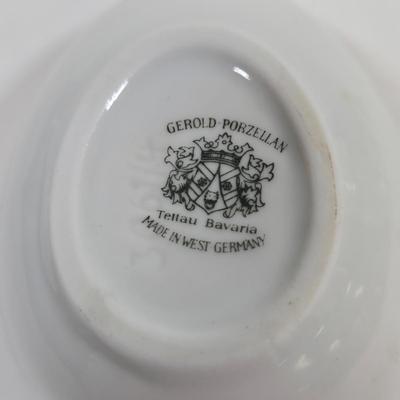 GEROLD-PORZELLAN
Tettau Bavaria
MADE IN WEST-GERMANY